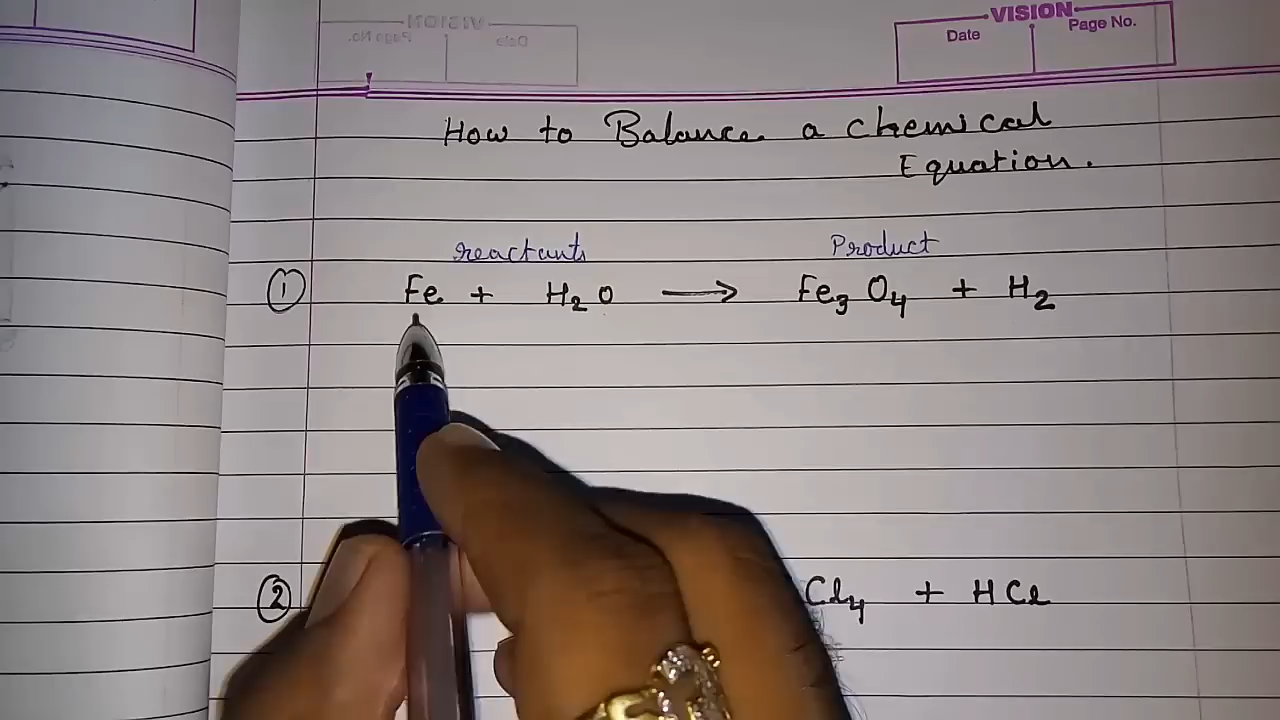 VISION
Date Page No.
How to Balance a chemical
Equation.
reactants Product
① Fe + H₂O ⟶ Fe₃O₄ + H₂
② Cl₄ + HCl